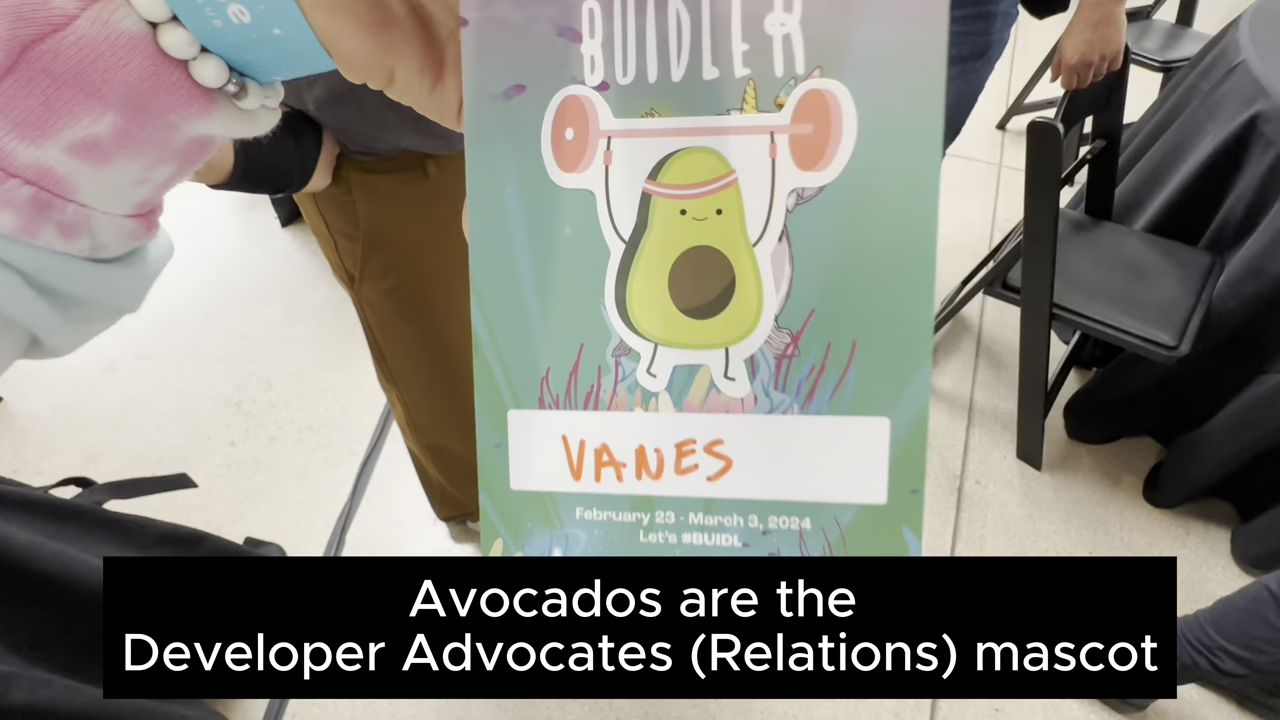 BUIDLER
VANES
February 23 - March 3, 2024
Let's #BUIDL
Avocados are the
Developer Advocates (Relations) mascot